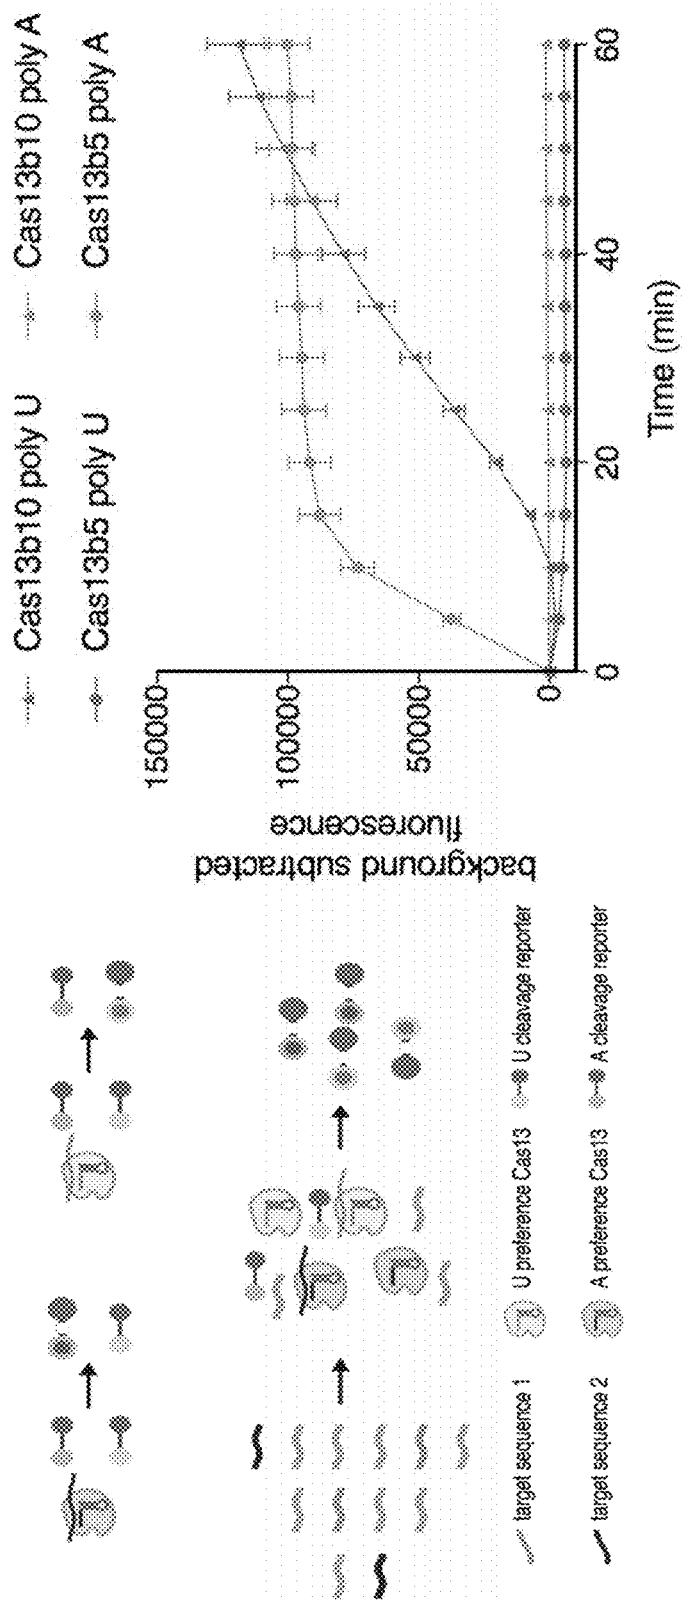 target sequence 1
U preference Cas13
U cleavage reporter
target sequence 2
A preference Cas13
A cleavage reporter
Cas13b10 poly U
Cas13b10 poly A
Cas13b5 poly U
Cas13b5 poly A
background subtracted
fluorescence
150000
100000
50000
0
0
20
40
60
Time (min)